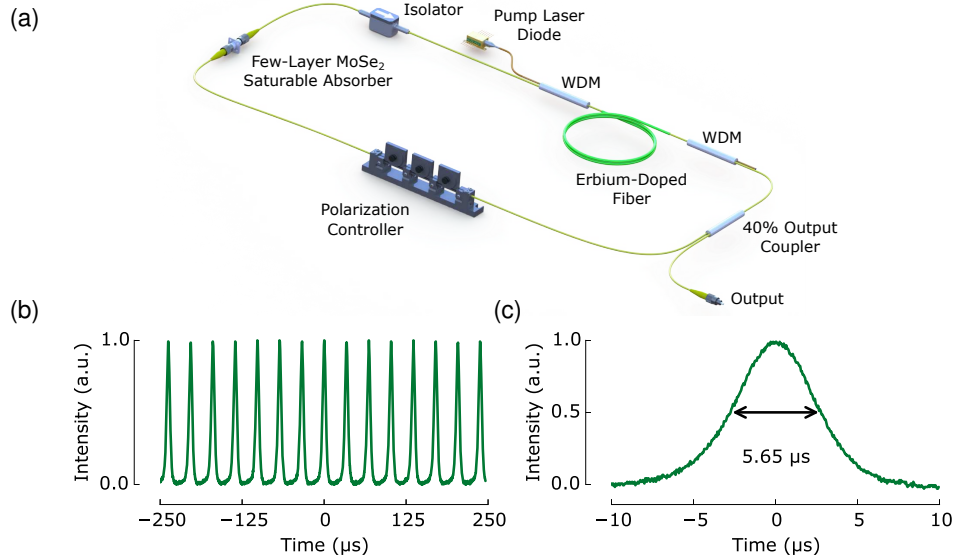 (a)
Isolator
Pump Laser
Diode
Few-Layer MoSe₂
Saturable Absorber
WDM
WDM
Erbium-Doped
Fiber
Polarization
Controller
40% Output
Coupler
Output
(b)
1.0
0.0
Intensity (a.u.)
−250 −125 0 125 250
Time (µs)
(c)
1.0
0.5
0.0
Intensity (a.u.)
5.65 µs
−10 −5 0 5 10
Time (µs)